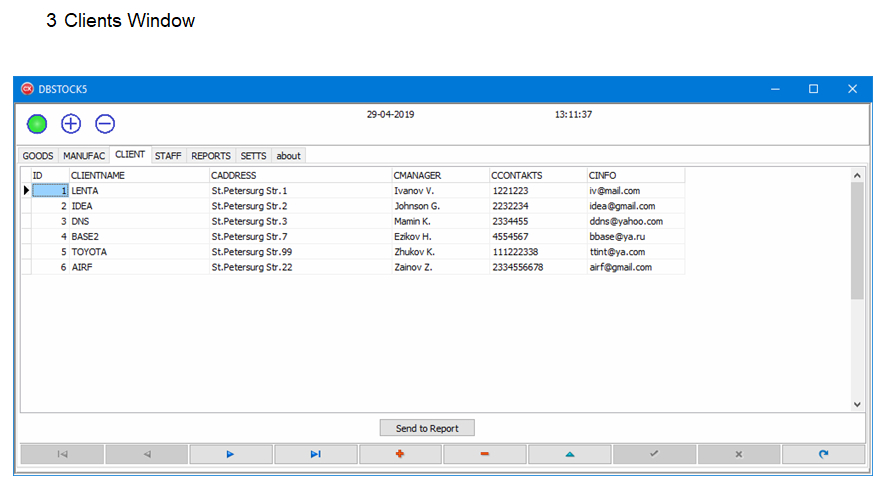 3 Clients Window
DBSTOCK5
29-04-2019 13:11:37
GOODS MANUFAC CLIENT STAFF REPORTS SETTS about
ID CLIENTNAME CADDRESS CMANAGER CCONTAKTS CINFO
1 LENTA St.Petersurg Str.1 Ivanov V. 1221223 iv@mail.com
2 IDEA St.Petersurg Str.2 Johnson G. 2232234 idea@gmail.com
3 DNS St.Petersurg Str.3 Mamin K. 2334455 ddns@yahoo.com
4 BASE2 St.Petersurg Str.7 Ezikov H. 4554567 bbase@ya.ru
5 TOYOTA St.Petersurg Str.99 Zhukov K. 111222338 ttint@ya.com
6 AIRF St.Petersurg Str.22 Zainov Z. 2334556678 airf@gmail.com
Send to Report